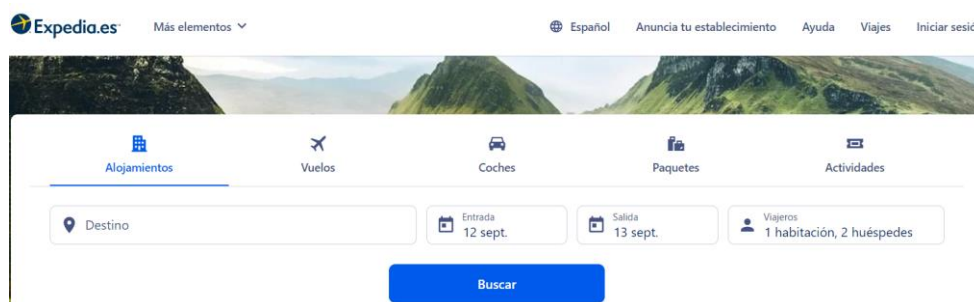 Expedia.es
Más elementos
Español
Anuncia tu establecimiento
Ayuda
Viajes
Iniciar sesió
Alojamientos
Vuelos
Coches
Paquetes
Actividades
Destino
Entrada
12 sept.
Salida
13 sept.
Viajeros
1 habitación, 2 huéspedes
Buscar